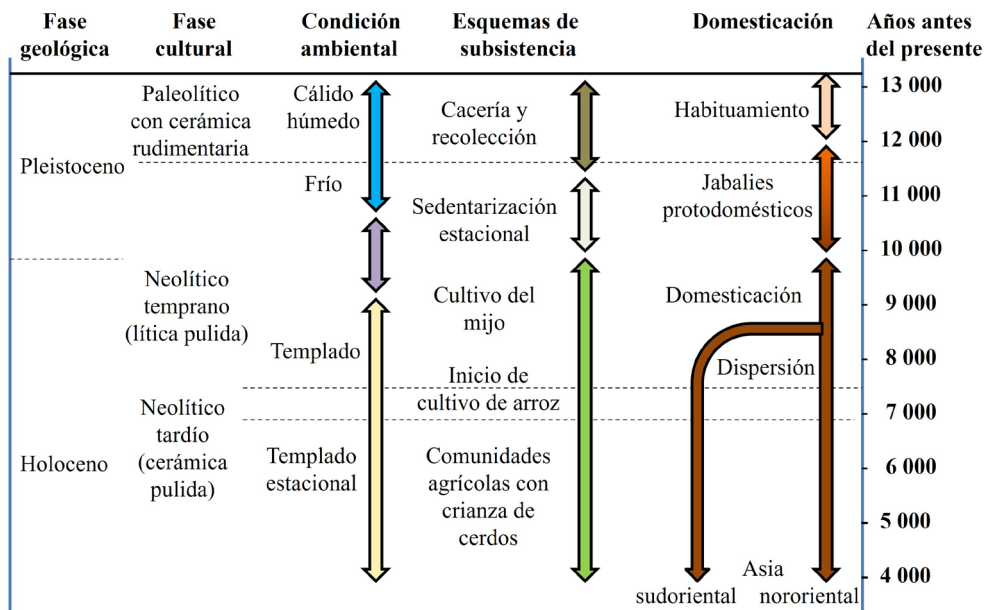 Fase
geológica
Fase
cultural
Condición
ambiental
Esquemas de
subsistencia
Domesticación
Años antes
del presente
Pleistoceno
Holoceno
Paleolítico
con cerámica
rudimentaria
Neolítico
temprano
(lítica pulida)
Neolítico
tardío
(cerámica
pulida)
Cálido
húmedo
Frío
Templado
Templado
estacional
Cacería y
recolección
Sedentarización
estacional
Cultivo del
mijo
Inicio de
cultivo de arroz
Comunidades
agrícolas con
crianza de
cerdos
Habituamiento
Jabalies
protodomésticos
Domesticación
Dispersión
Asia
sudoriental
nororiental
13 000
12 000
11 000
10 000
9 000
8 000
7 000
6 000
5 000
4 000